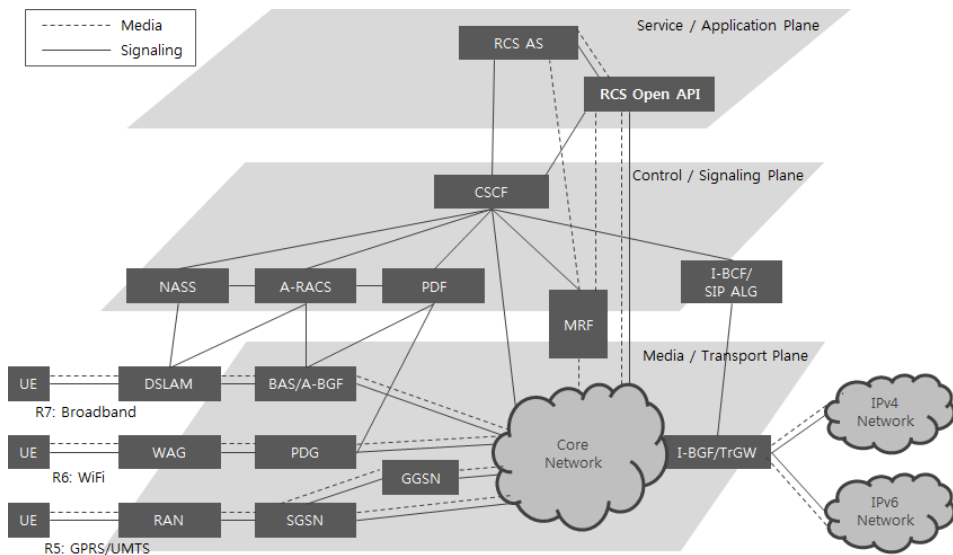 Media
Signaling
Service / Application Plane
RCS AS
RCS Open API
Control / Signaling Plane
CSCF
NASS
A-RACS
PDF
I-BCF/
SIP ALG
MRF
Media / Transport Plane
UE
DSLAM
BAS/A-BGF
R7: Broadband
IPv4
Network
UE
WAG
PDG
Core
Network
I-BGF/TrGW
R6: WiFi
GGSN
IPv6
Network
UE
RAN
SGSN
R5: GPRS/UMTS